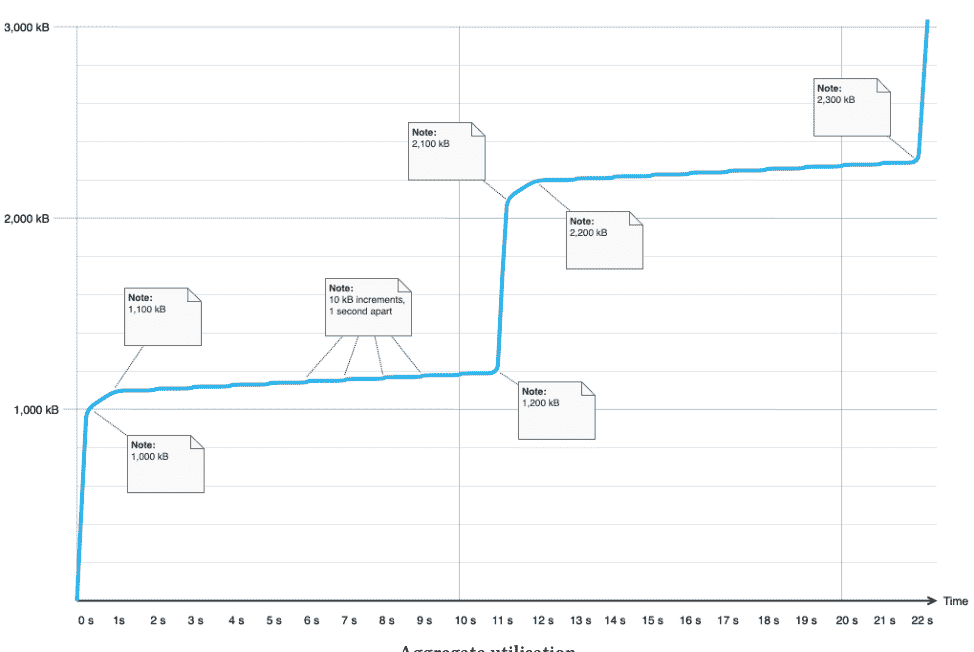 3,000 kB
Note:
2,300 kB
Note:
2,100 kB
2,000 kB
Note:
2,200 kB
Note:
1,100 kB
Note:
10 kB increments,
1 second apart
Note:
1,200 kB
1,000 kB
Note:
1,000 kB
Time
0 s 1s 2 s 3 s 4 s 5 s 6 s 7 s 8 s 9 s 10 s 11 s 12 s 13 s 14 s 15 s 16 s 17 s 18 s 19 s 20 s 21 s 22 s
Aggregate utilisation